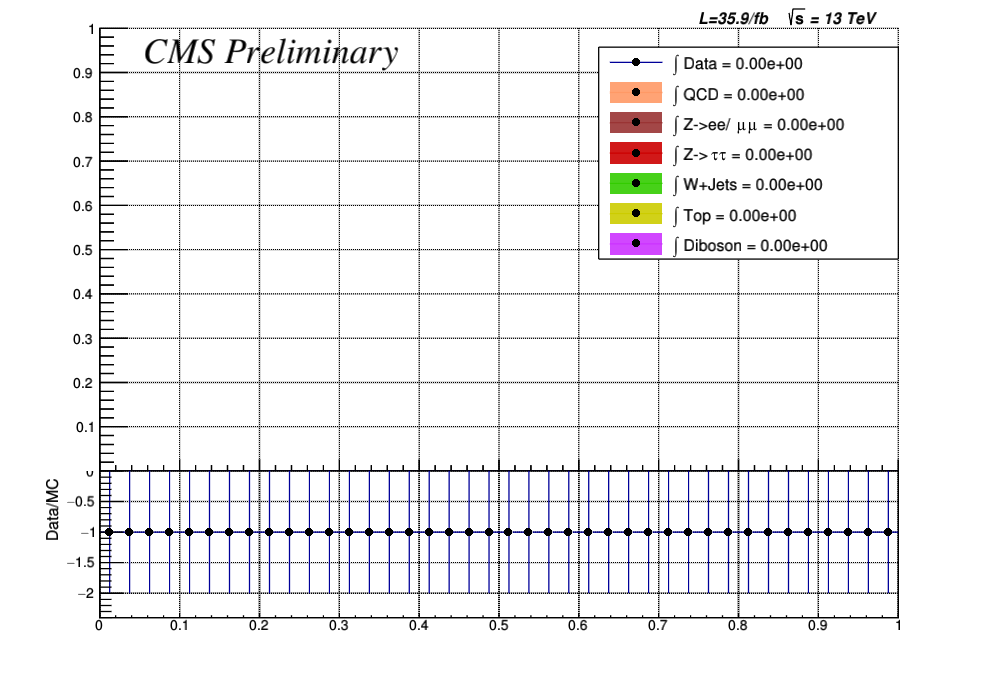 L=35.9/fb √s = 13 TeV
CMS Preliminary
∫ Data = 0.00e+00
∫ QCD = 0.00e+00
∫ Z->ee/ μμ = 0.00e+00
∫ Z-> ττ = 0.00e+00
∫ W+Jets = 0.00e+00
∫ Top = 0.00e+00
∫ Diboson = 0.00e+00
1
0.9
0.8
0.7
0.6
0.5
0.4
0.3
0.2
0.1
0
Data/MC
−0.5
−1
−1.5
−2
0 0.1 0.2 0.3 0.4 0.5 0.6 0.7 0.8 0.9 1